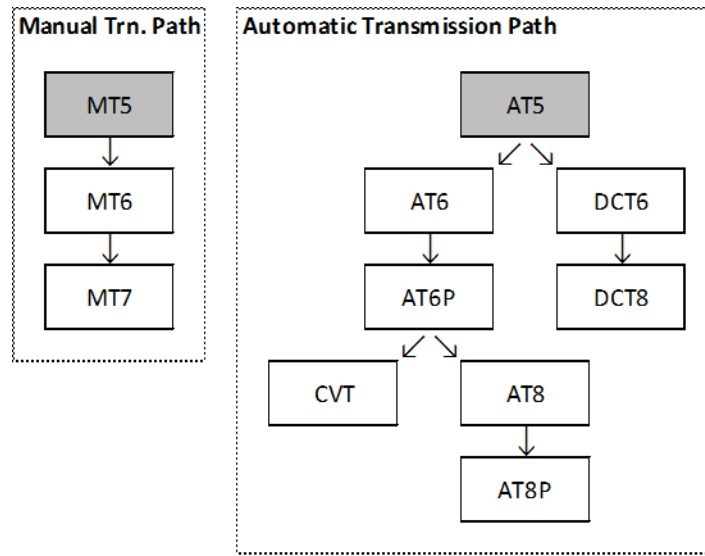 Manual Trn. Path
MT5
MT6
MT7
Automatic Transmission Path
AT5
AT6 DCT6
AT6P DCT8
CVT AT8
AT8P